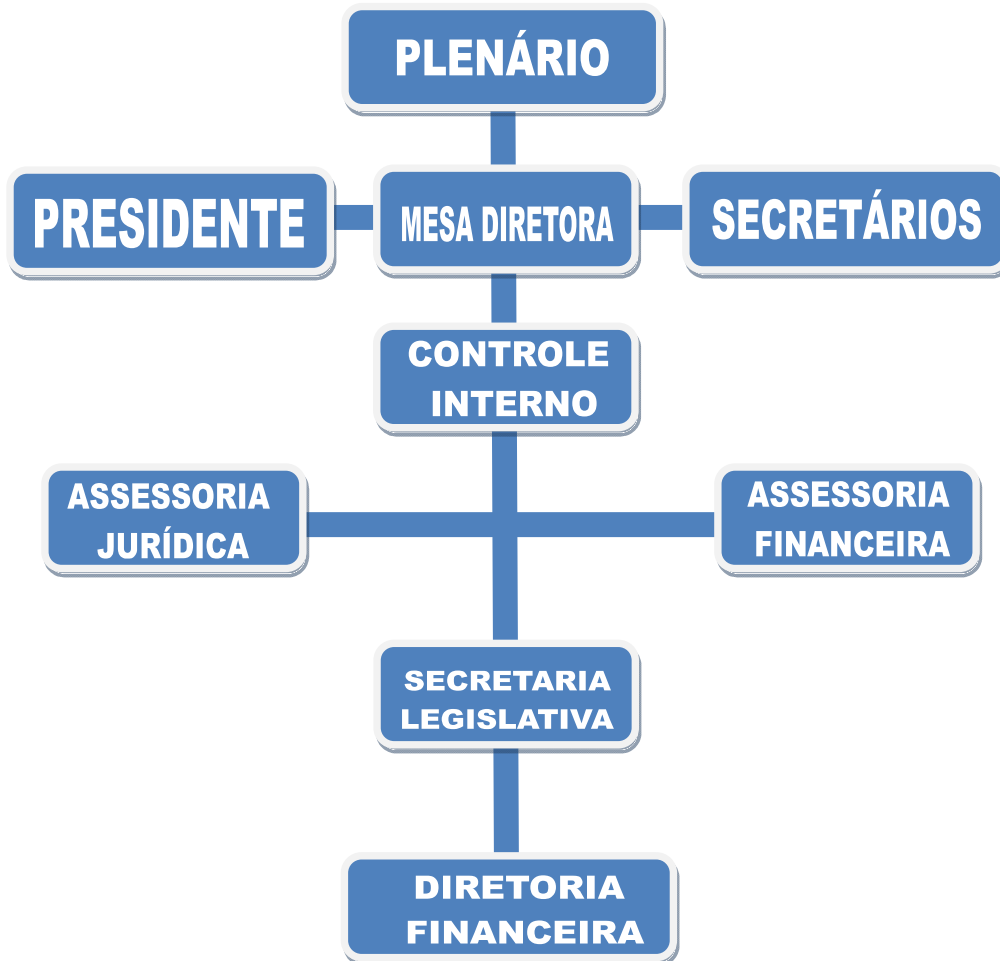 PLENÁRIO
PRESIDENTE
MESA DIRETORA
SECRETÁRIOS
CONTROLE
INTERNO
ASSESSORIA
JURÍDICA
ASSESSORIA
FINANCEIRA
SECRETARIA
LEGISLATIVA
DIRETORIA
FINANCEIRA